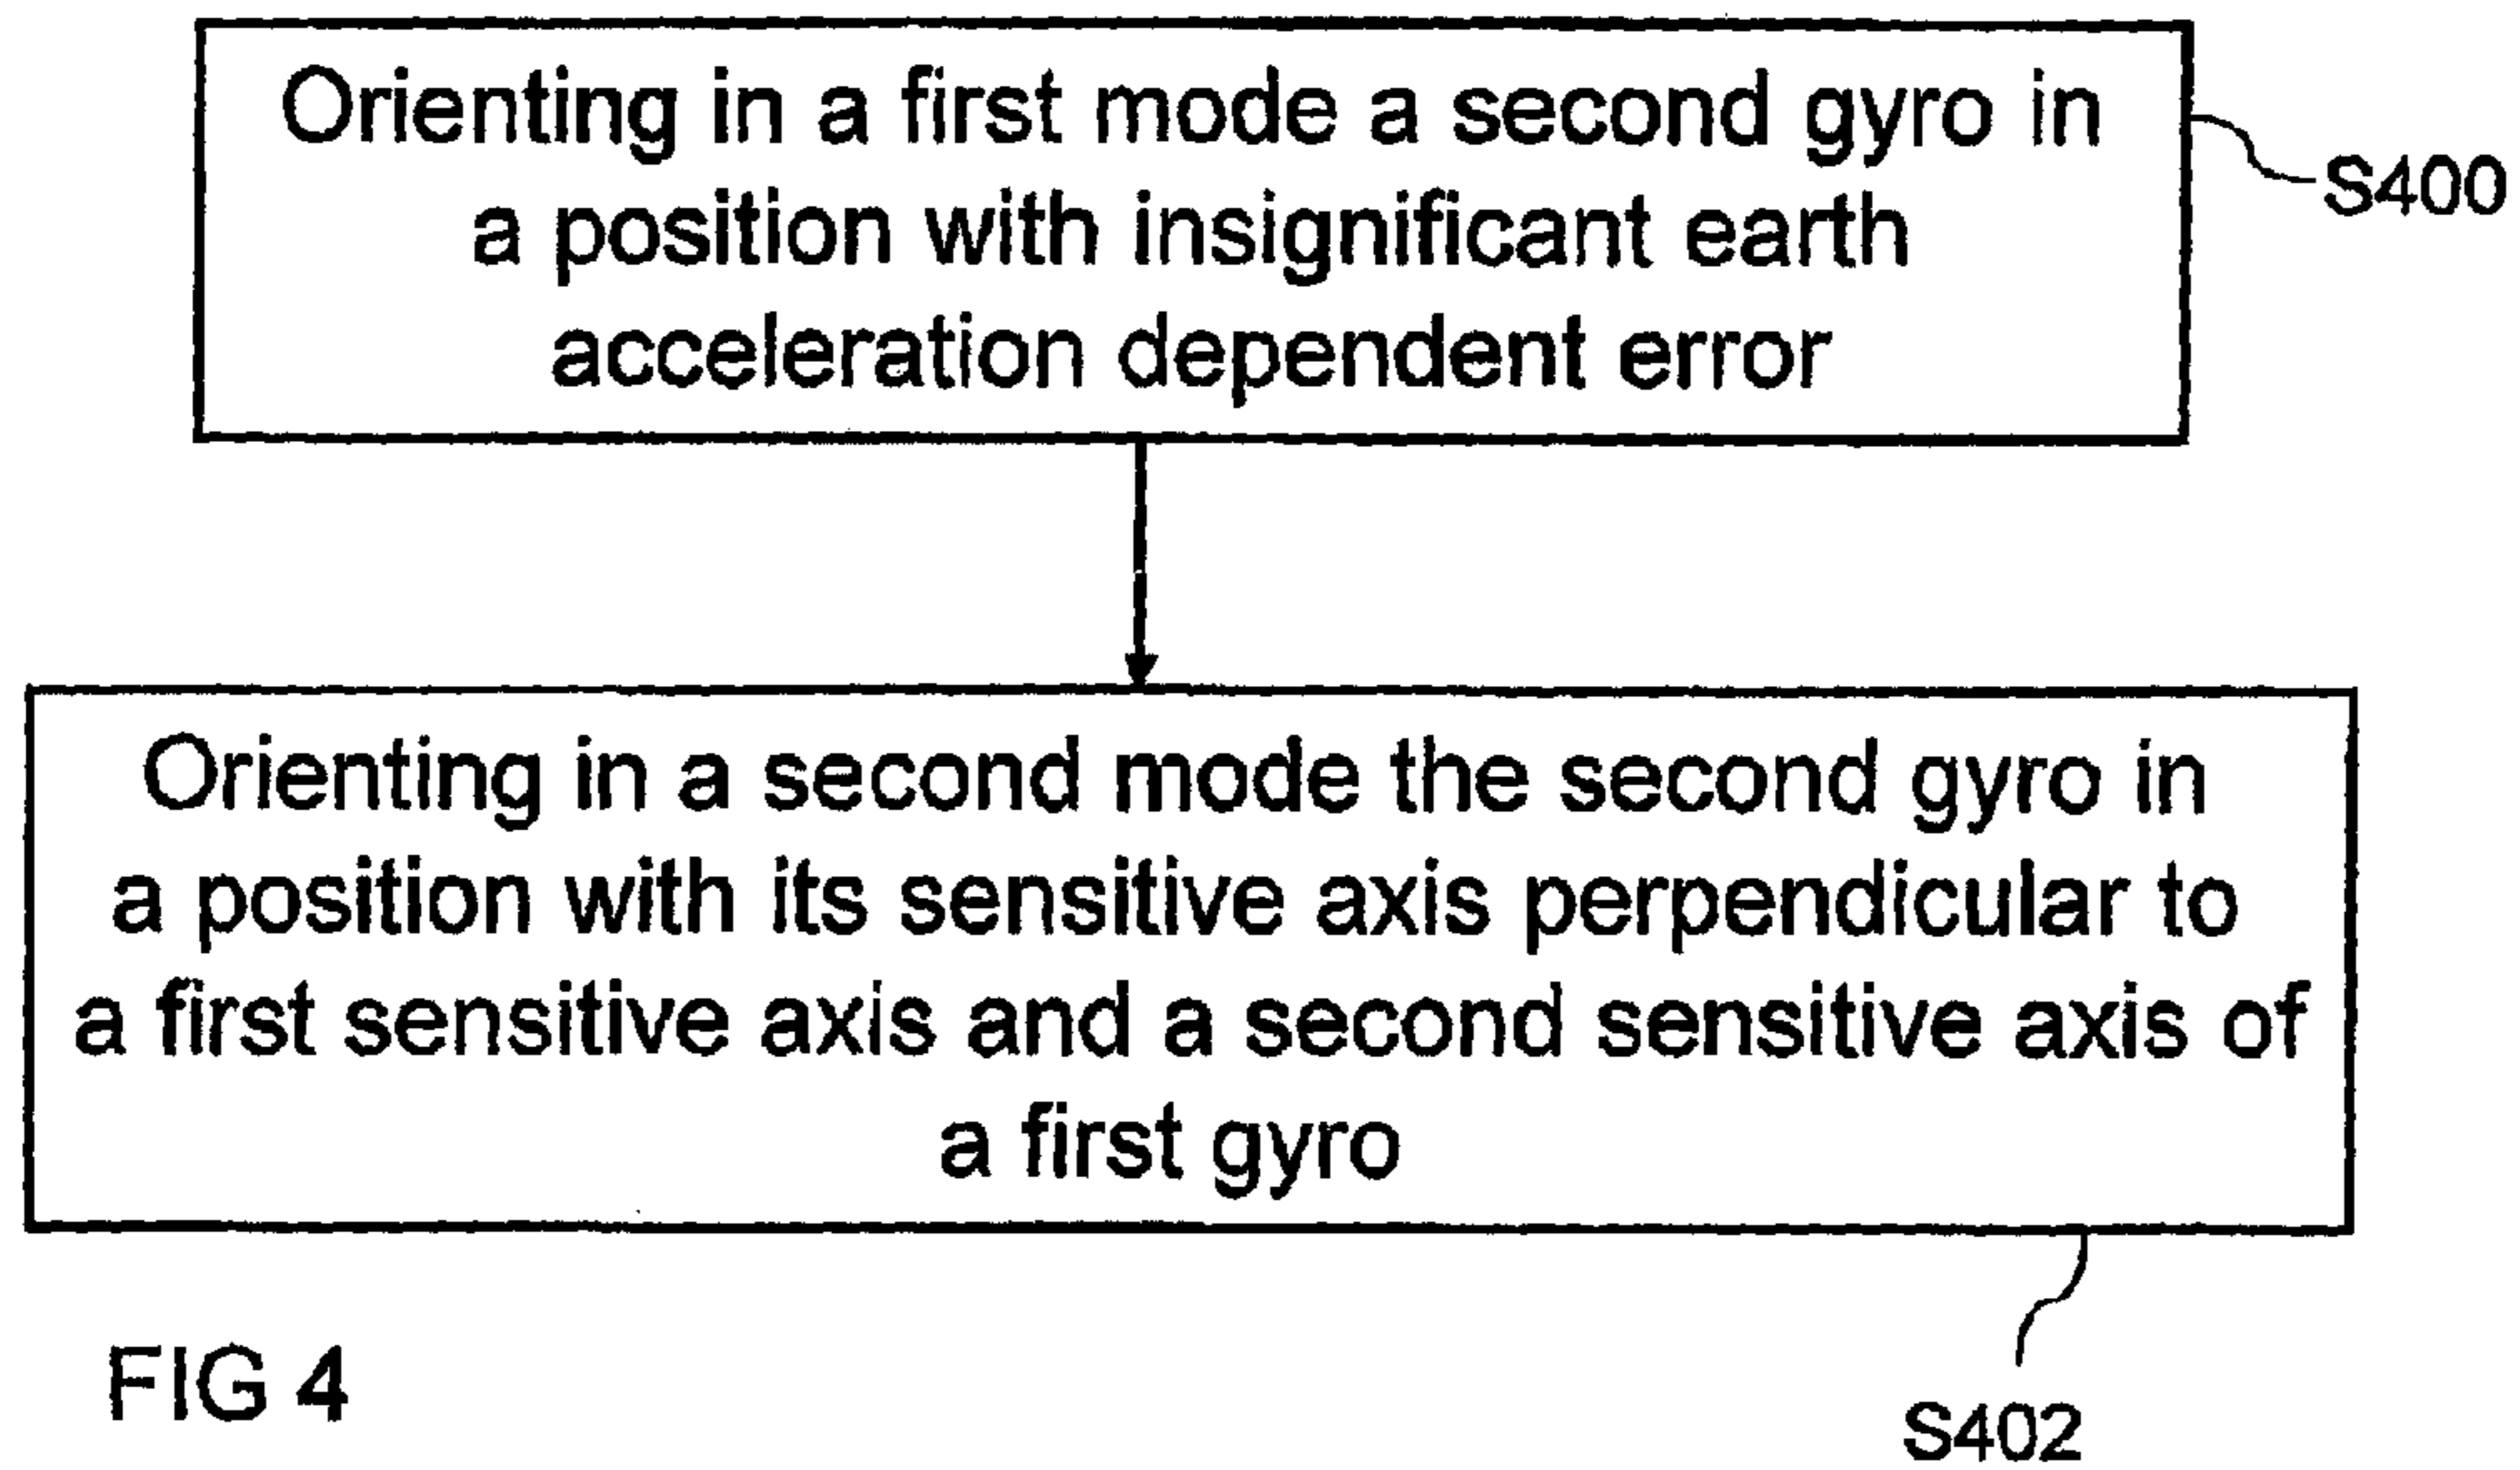 Orienting in a first mode a second gyro in
a position with insignificant earth
acceleration dependent error
S400
Orienting in a second mode the second gyro in
a position with its sensitive axis perpendicular to
a first sensitive axis and a second sensitive axis of
a first gyro
FIG 4
S402